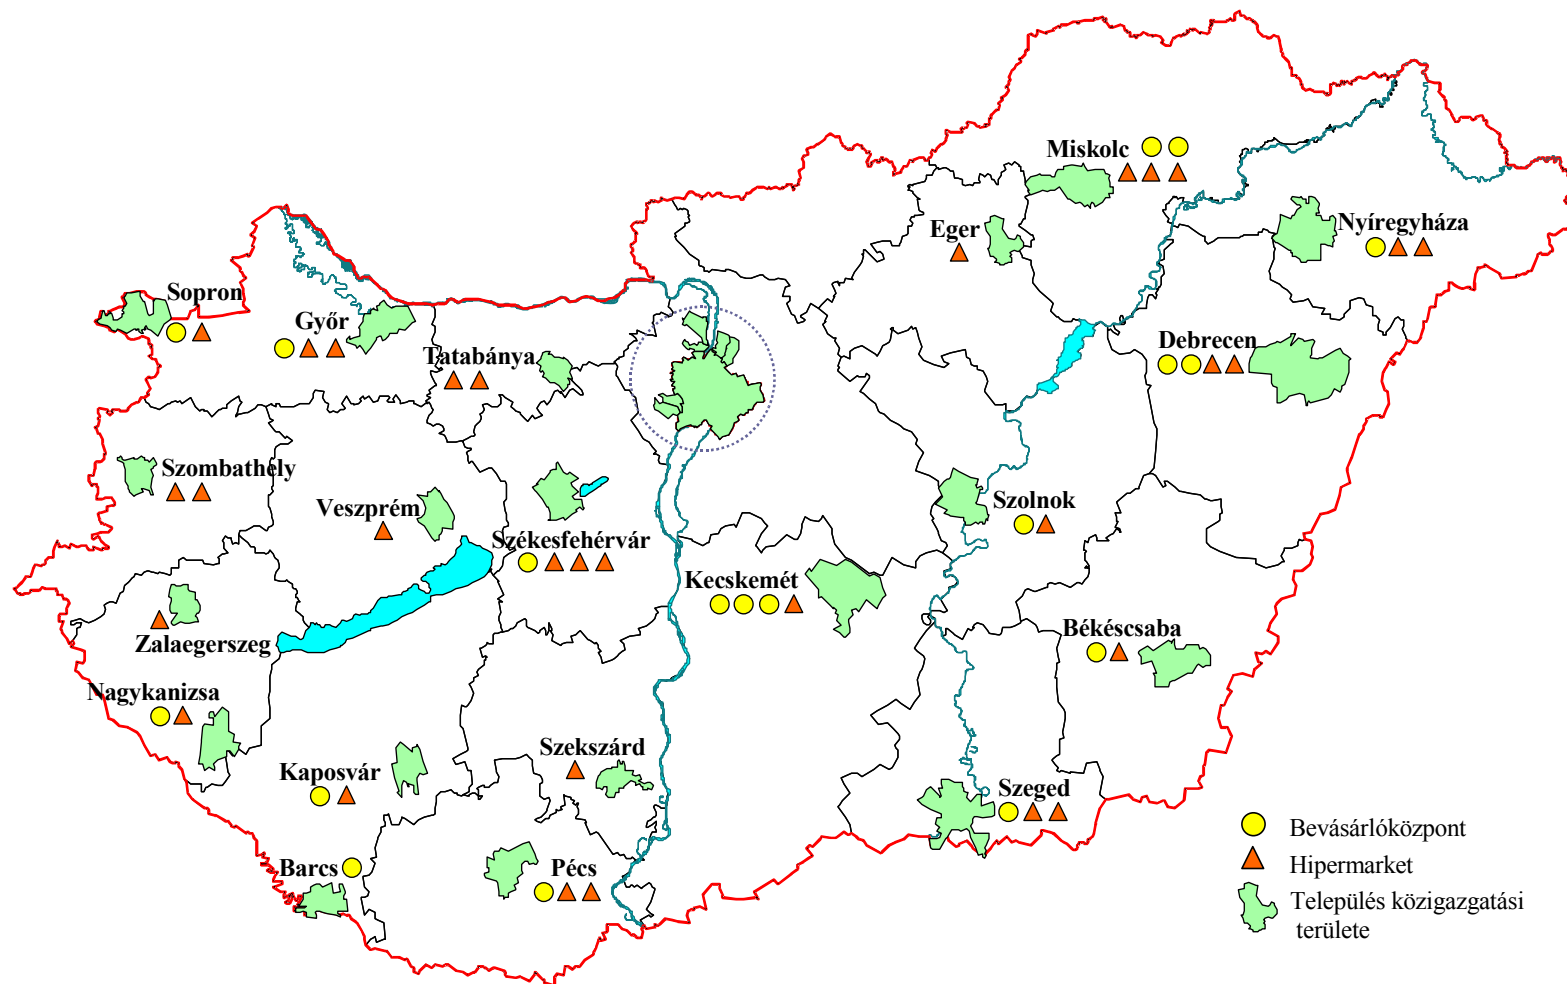 Miskolc
Eger
Nyíregyháza
Sopron
Győr
Tatabánya
Debrecen
Szombathely
Veszprém
Székesfehérvár
Szolnok
Kecskemét
Zalaegerszeg
Békéscsaba
Nagykanizsa
Szekszárd
Kaposvár
Szeged
Barcs
Pécs
Bevásárlóközpont
Hipermarket
Település közigazgatási
területe